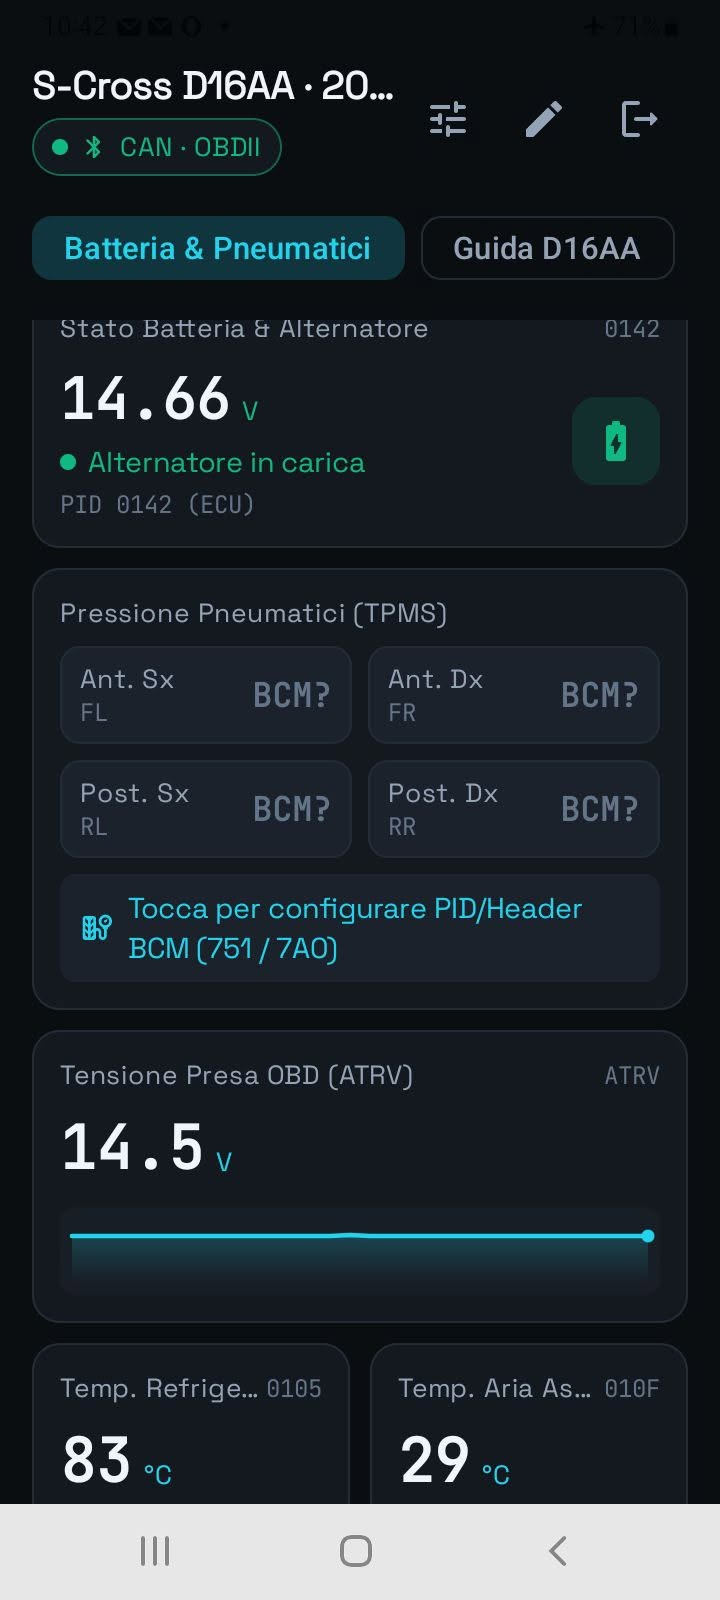 10:42
71%
S-Cross D16AA · 20...
CAN · OBDII
Batteria & Pneumatici
Guida D16AA
Stato Batteria & Alternatore
0142
14.66 V
Alternatore in carica
PID 0142 (ECU)
Pressione Pneumatici (TPMS)
Ant. Sx
FL
BCM?
Ant. Dx
FR
BCM?
Post. Sx
RL
BCM?
Post. Dx
RR
BCM?
Tocca per configurare PID/Header
BCM (751 / 7A0)
Tensione Presa OBD (ATRV)
ATRV
14.5 V
Temp. Refrige... 0105
83 °C
Temp. Aria As... 010F
29 °C